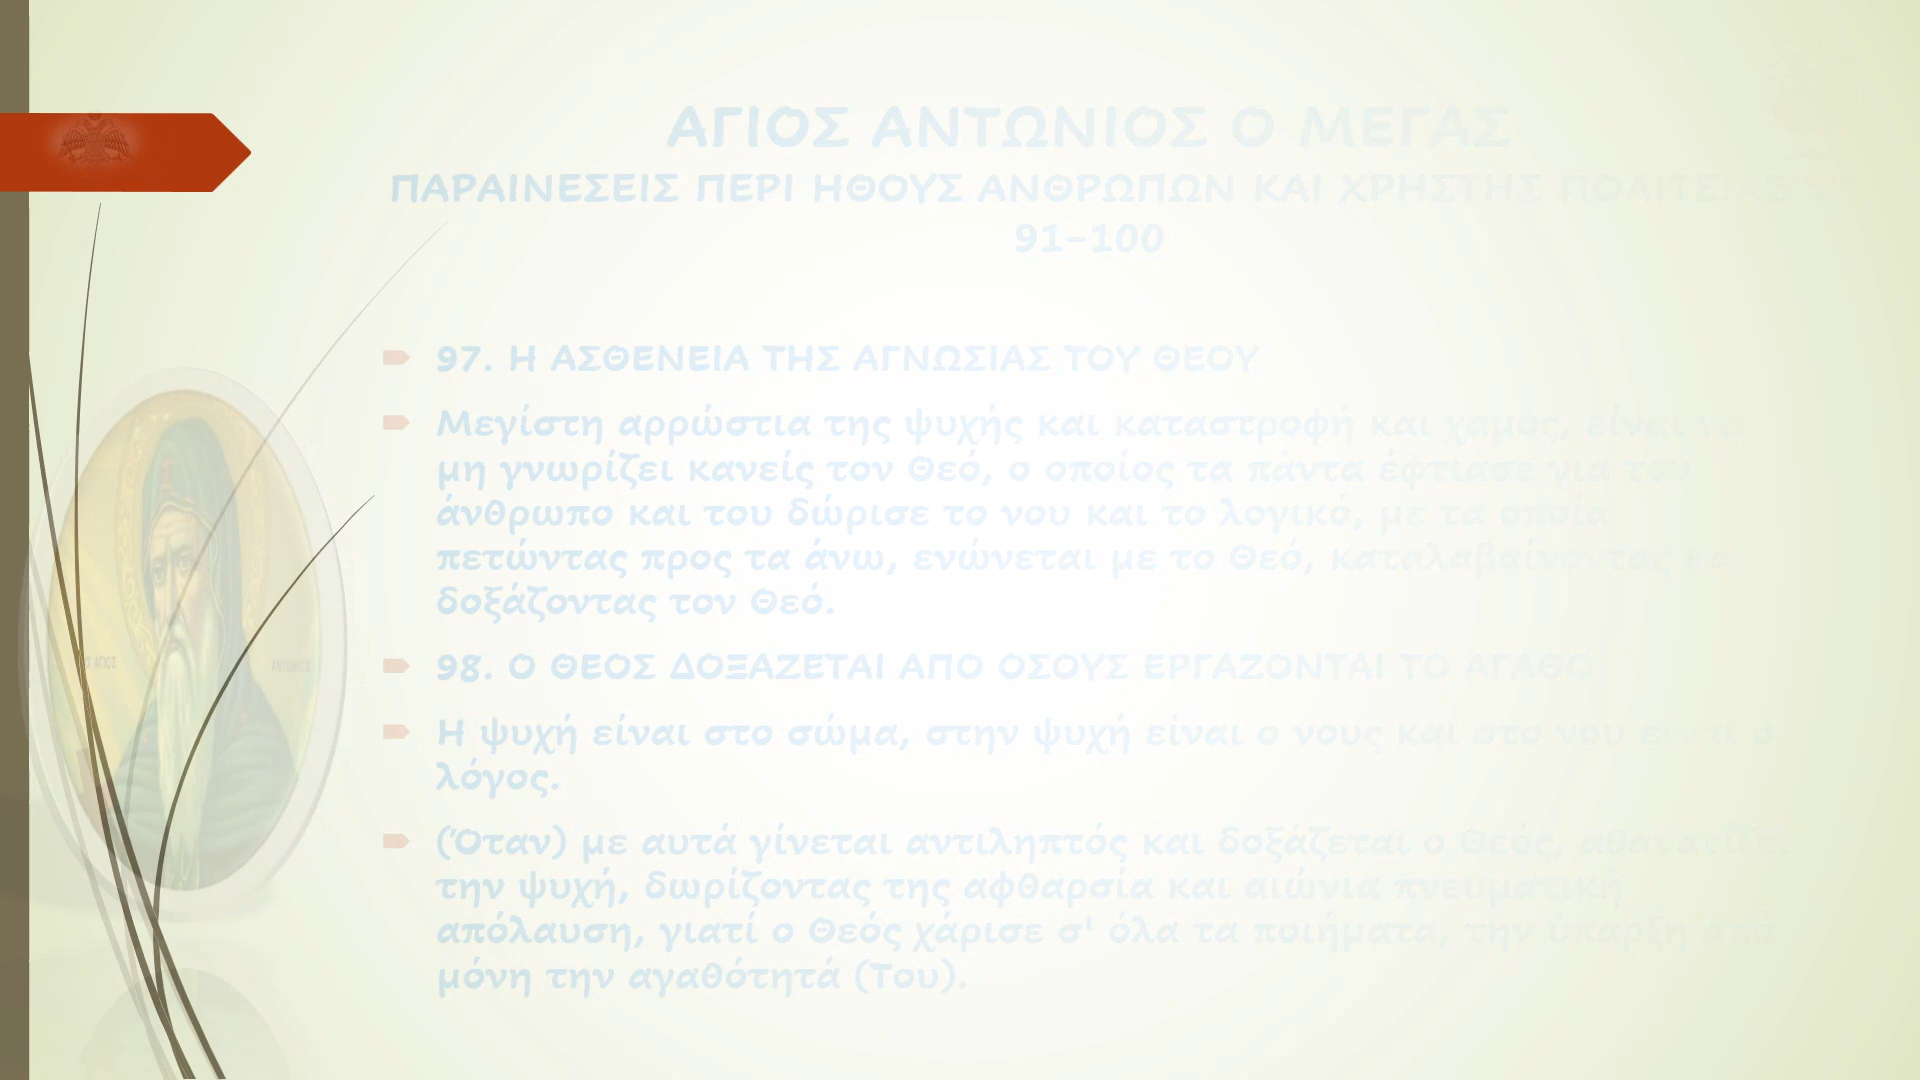 ΑΓΙΟΣ ΑΝΤΩΝΙΟΣ Ο ΜΕΓΑΣ
ΠΑΡΑΙΝΕΣΕΙΣ ΠΕΡΙ ΗΘΟΥΣ ΑΝΘΡΩΠΩΝ ΚΑΙ ΧΡΗΣΤΗΣ ΠΟΛΙΤΕΙΑΣ
91-100
97. Η ΑΣΘΕΝΕΙΑ ΤΗΣ ΑΓΝΩΣΙΑΣ ΤΟΥ ΘΕΟΥ
Μεγίστη αρρώστια της ψυχής και καταστροφή και χαμός, είναι να
μη γνωρίζει κανείς τον Θεό, ο οποίος τα πάντα έφτιασε για τον
άνθρωπο και του δώρισε το νου και το λογικό, με τα οποία
πετώντας προς τα άνω, ενώνεται με το Θεό, καταλαβαίνοντας και
δοξάζοντας τον Θεό.
98. Ο ΘΕΟΣ ΔΟΞΑΖΕΤΑΙ ΑΠΟ ΟΣΟΥΣ ΕΡΓΑΖΟΝΤΑΙ ΤΟ ΑΓΑΘΟ
Η ψυχή είναι στο σώμα, στην ψυχή είναι ο νους και στο νου είναι ο
λόγος.
(Όταν) με αυτά γίνεται αντιληπτός και δοξάζεται ο Θεός, αθανατίζει
την ψυχή, δωρίζοντας της αφθαρσία και αιώνια πνευματική
απόλαυση, γιατί ο Θεός χάρισε σ' όλα τα ποιήματα, την ύπαρξη από
μόνη την αγαθότητά (Του).
Ο ΑΓΙΟΣ
ΑΝΤΩΝΙΟΣ